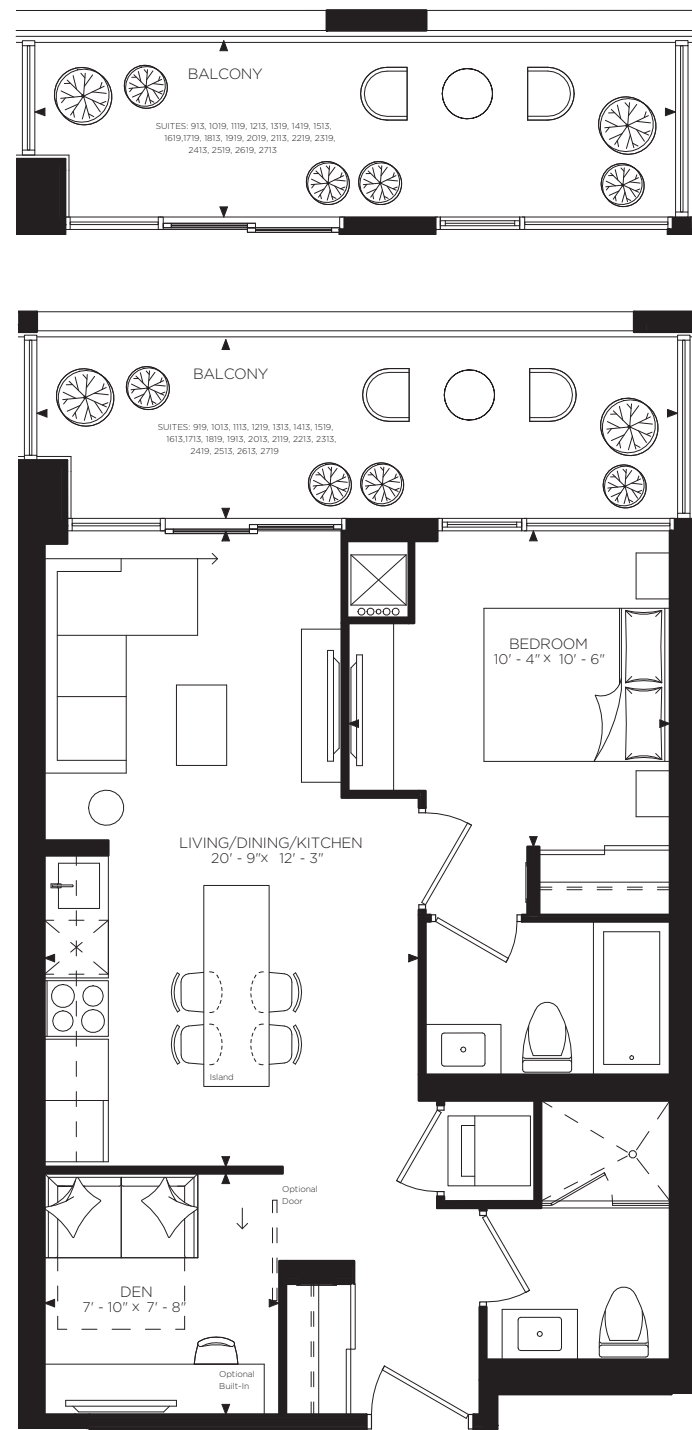 BALCONY
SUITES: 913, 1019, 1119, 1213, 1319, 1419, 1513,
1619,1719, 1813, 1919, 2019, 2113, 2219, 2319,
2413, 2519, 2619, 2713
BALCONY
SUITES: 919, 1013, 1113, 1219, 1313, 1413, 1519,
1613,1713, 1819, 1913, 2013, 2119, 2213, 2313,
2419, 2513, 2613, 2719
BEDROOM
10' - 4" x 10' - 6"
LIVING/DINING/KITCHEN
20' - 9"x 12' - 3"
Island
Optional
Door
DEN
7' - 10" x 7' - 8"
Optional
Built-In